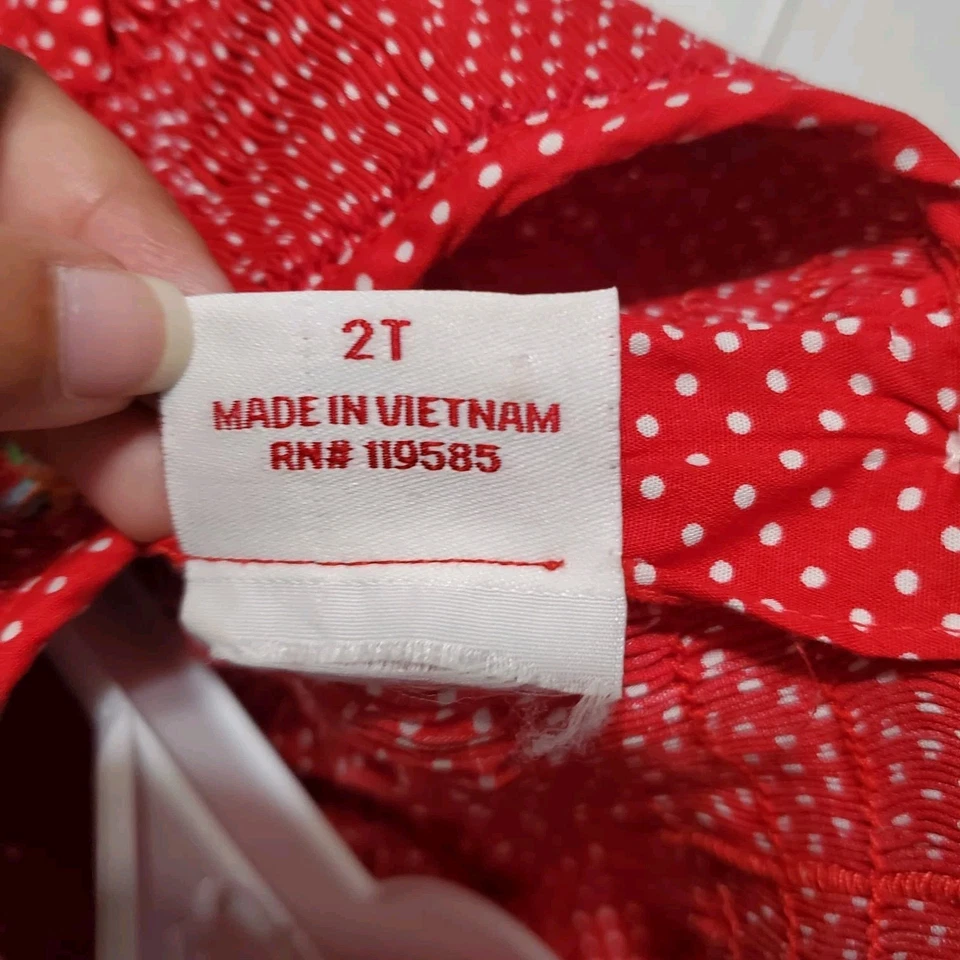 2T
MADE IN VIETNAM
RN# 119585